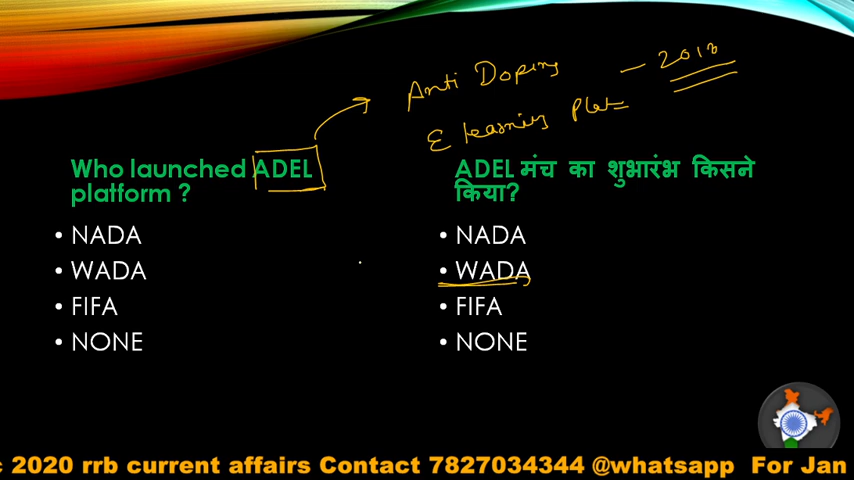 Anti Doping - 2018
E learning Plat
Who launched ADEL
platform ?
• NADA
• WADA
• FIFA
• NONE
ADEL मंच का शुभारंभ किसने
किया?
• NADA
• WADA
• FIFA
• NONE
c 2020 rrb current affairs Contact 7827034344 @whatsapp For Jan